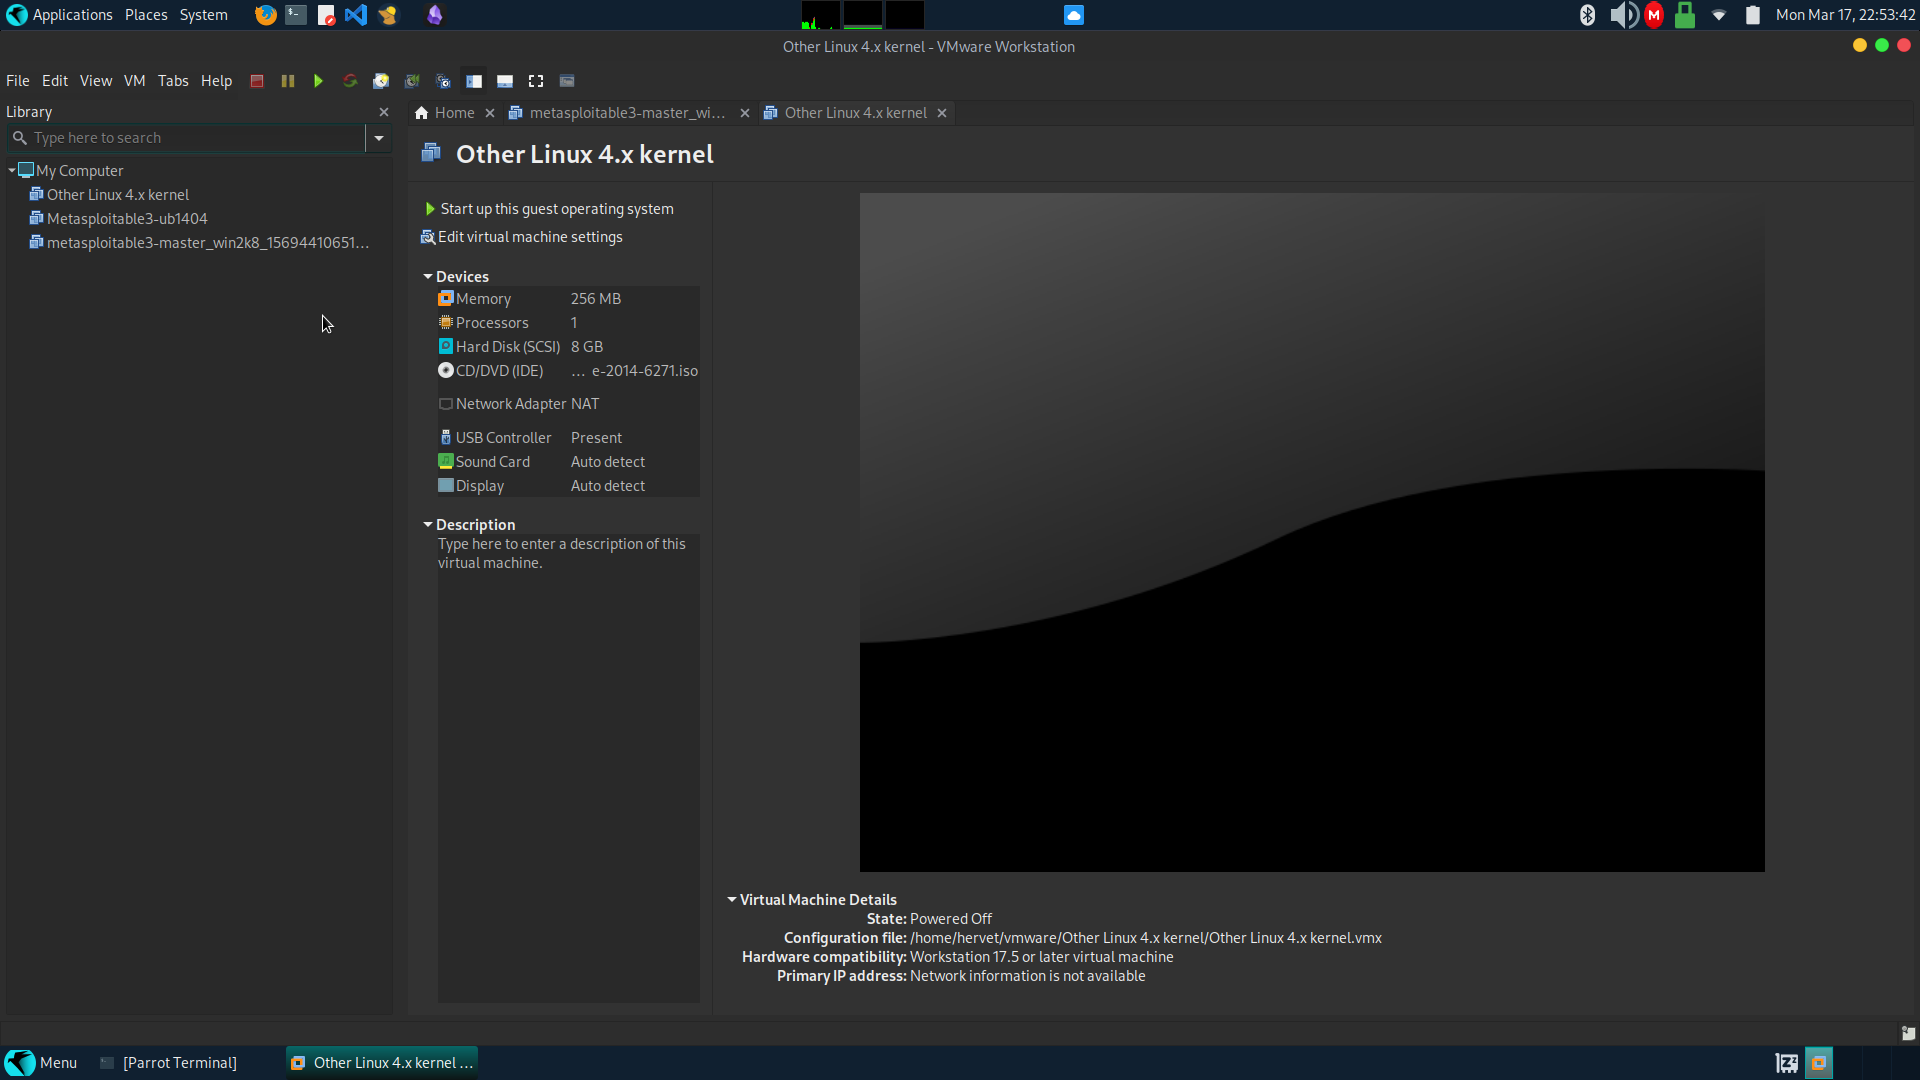 Applications Places System
M
Mon Mar 17, 22:53:42
Other Linux 4.x kernel - VMware Workstation
File Edit View VM Tabs Help
Library
Home
metasploitable3-master_wi...
Other Linux 4.x kernel
Type here to search
Other Linux 4.x kernel
My Computer
Other Linux 4.x kernel
Metasploitable3-ub1404
metasploitable3-master_win2k8_15694410651...
Start up this guest operating system
Edit virtual machine settings
Devices
Memory 256 MB
Processors 1
Hard Disk (SCSI) 8 GB
CD/DVD (IDE) ... e-2014-6271.iso
Network Adapter NAT
USB Controller Present
Sound Card Auto detect
Display Auto detect
Description
Type here to enter a description of this
virtual machine.
Virtual Machine Details
State: Powered Off
Configuration file: /home/hervet/vmware/Other Linux 4.x kernel/Other Linux 4.x kernel.vmx
Hardware compatibility: Workstation 17.5 or later virtual machine
Primary IP address: Network information is not available
Menu
[Parrot Terminal]
Other Linux 4.x kernel ...